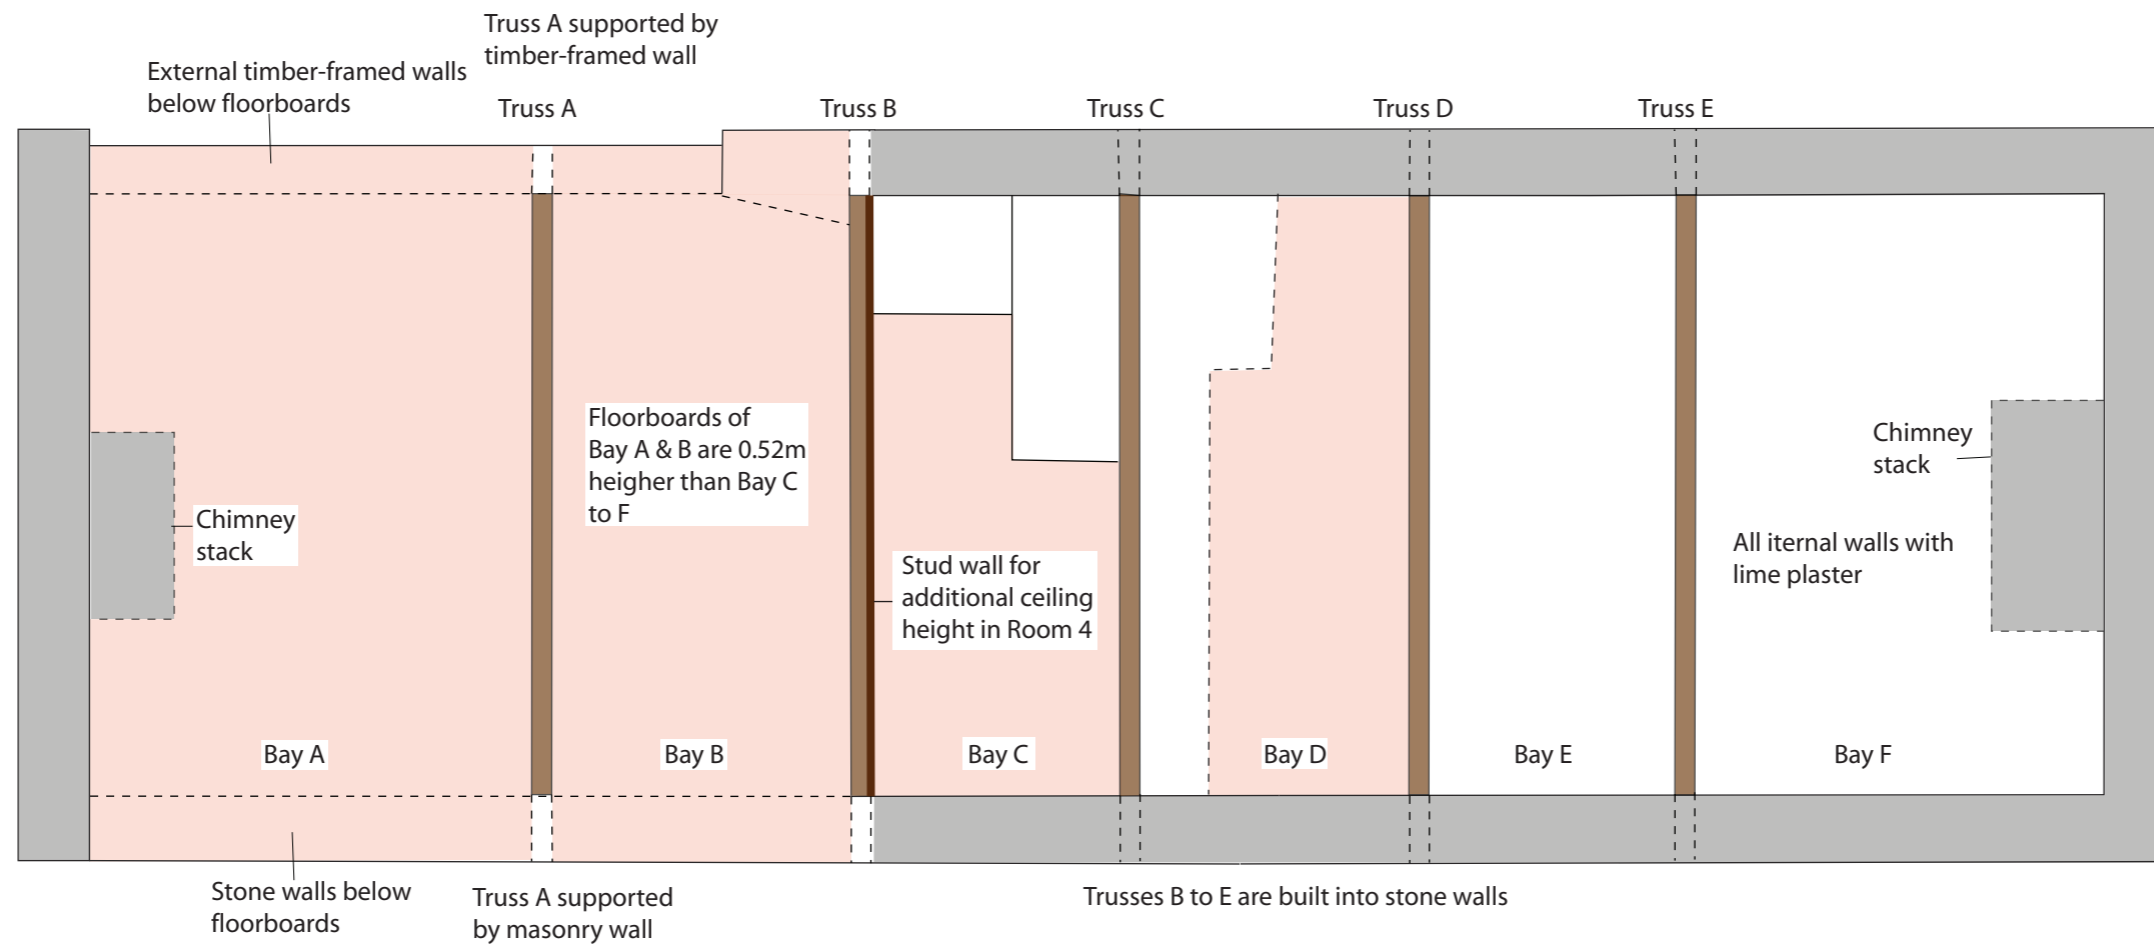 Truss A supported by
timber-framed wall
External timber-framed walls
below floorboards
Truss A
Truss B
Truss C
Truss D
Truss E
Floorboards of
Bay A & B are 0.52m
heigher than Bay C
to F
Chimney
stack
Chimney
stack
Stud wall for
additional ceiling
height in Room 4
All iternal walls with
lime plaster
Bay A
Bay B
Bay C
Bay D
Bay E
Bay F
Stone walls below
floorboards
Truss A supported
by masonry wall
Trusses B to E are built into stone walls